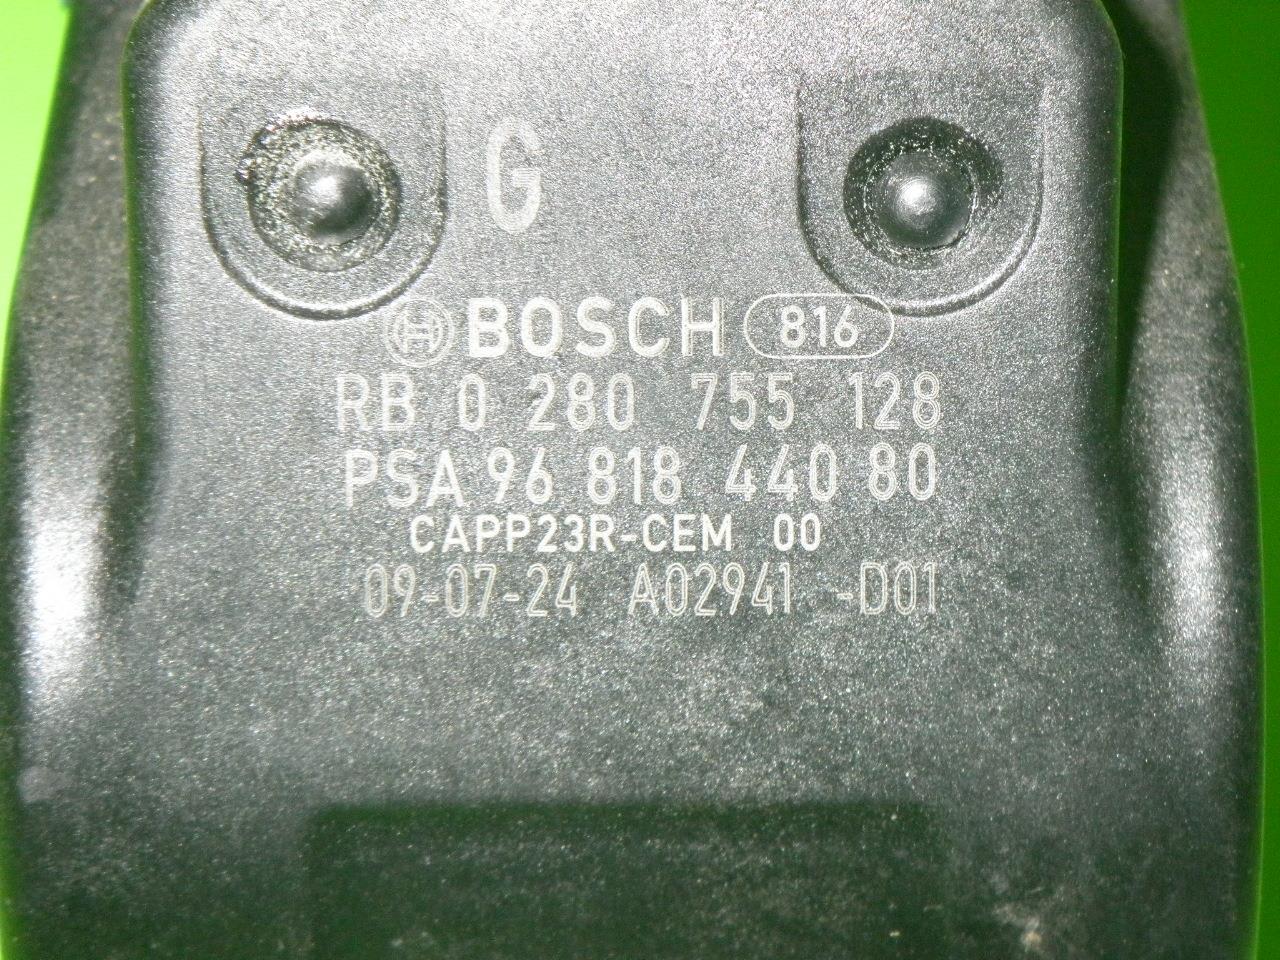 G
BOSCH 816
RB 0 280 755 128
PSA 96 818 440 80
CAPP23R-CEM 00
09-07-24 A02941 -D01